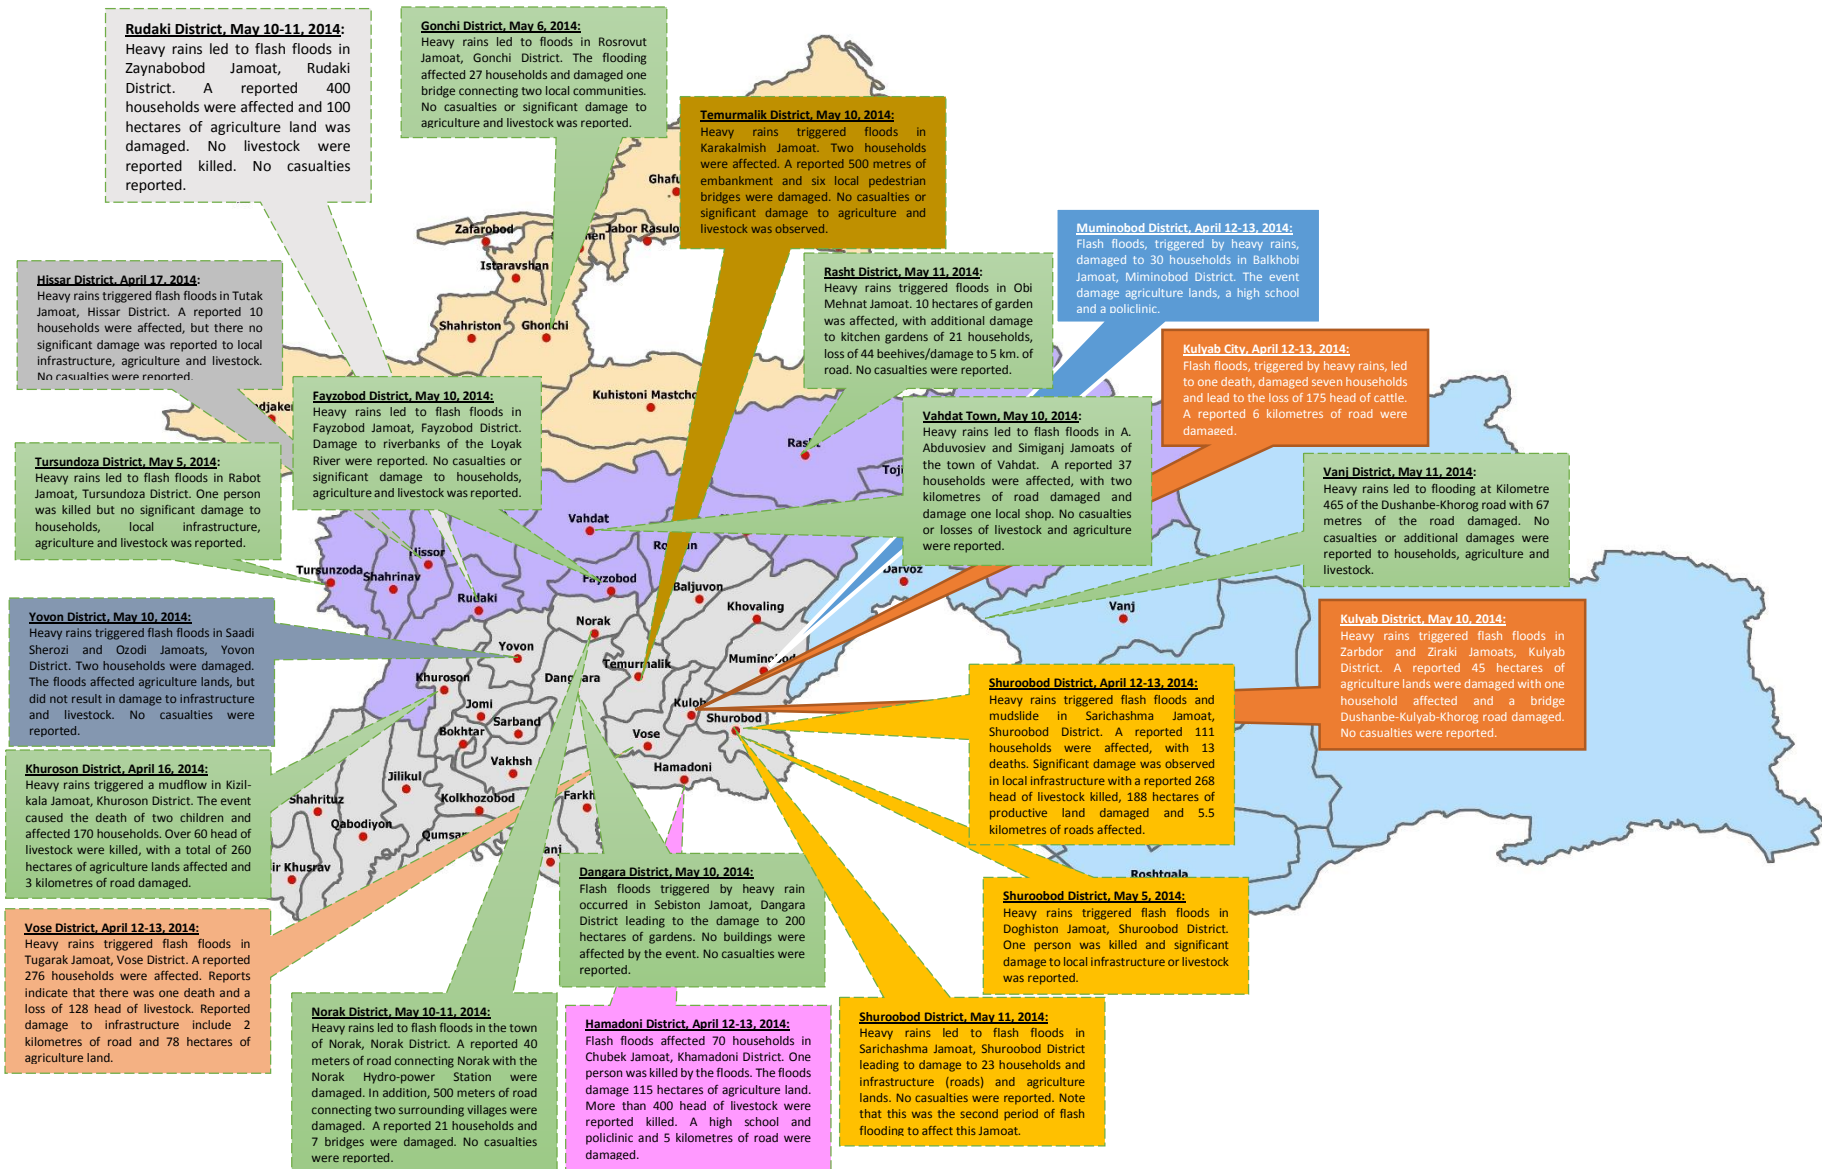 Rudaki District, May 10-11, 2014:
Heavy rains led to flash floods in
Zaynabobod Jamoat, Rudaki
District. A reported 400
households were affected and 100
hectares of agriculture land was
damaged. No livestock were
reported killed. No casualties
reported.
Gonchi District, May 6, 2014:
Heavy rains led to floods in Rosrovut
Jamoat, Gonchi District. The flooding
affected 27 households and damaged one
bridge connecting two local communities.
No casualties or significant damage to
agriculture and livestock was reported.
Temurmalik District, May 10, 2014:
Heavy rains triggered floods in
Karakalmish Jamoat. Two households
were affected. A reported 500 metres of
embankment and six local pedestrian
bridges were damaged. No casualties or
significant damage to agriculture and
livestock was observed.
Muminobod District, April 12-13, 2014:
Flash floods, triggered by heavy rains,
damaged to 30 households in Balkhobi
Jamoat, Miminobod District. The event
damage agriculture lands, a high school
and a policlinic.
Hissar District, April 17, 2014:
Heavy rains triggered flash floods in Tutak
Jamoat, Hissar District. A reported 10
households were affected, but there no
significant damage was reported to local
infrastructure, agriculture and livestock.
No casualties were reported.
Rasht District, May 11, 2014:
Heavy rains triggered floods in Obi
Mehnat Jamoat. 10 hectares of garden
was affected, with additional damage
to kitchen gardens of 21 households,
loss of 44 beehives/damage to 5 km. of
road. No casualties were reported.
Kulyab City, April 12-13, 2014:
Flash floods, triggered by heavy rains, led
to one death, damaged seven households
and lead to the loss of 175 head of cattle.
A reported 6 kilometres of road were
damaged.
Fayzobod District, May 10, 2014:
Heavy rains led to flash floods in
Fayzobod Jamoat, Fayzobod District.
Damage to riverbanks of the Loyak
River were reported. No casualties or
significant damage to households,
agriculture and livestock was reported.
Vahdat Town, May 10, 2014:
Heavy rains led to flash floods in A.
Abduvosiev and Simiganj Jamoats of
the town of Vahdat. A reported 37
households were affected, with two
kilometres of road damaged and
damage one local shop. No casualties
or losses of livestock and agriculture
were reported.
Tursundoza District, May 5, 2014:
Heavy rains led to flash floods in Rabot
Jamoat, Tursundoza District. One person
was killed but no significant damage to
households, local infrastructure,
agriculture and livestock was reported.
Vanj District, May 11, 2014:
Heavy rains led to flooding at Kilometre
465 of the Dushanbe-Khorog road with 67
metres of the road damaged. No
casualties or additional damages were
reported to households, agriculture and
livestock.
Yovon District, May 10, 2014:
Heavy rains triggered flash floods in Saadi
Sherozi and Ozodi Jamoats, Yovon
District. Two households were damaged.
The floods affected agriculture lands, but
did not result in damage to infrastructure
and livestock. No casualties were
reported.
Kulyab District, May 10, 2014:
Heavy rains triggered flash floods in
Zarbdor and Ziraki Jamoats, Kulyab
District. A reported 45 hectares of
agriculture lands were damaged with one
household affected and a bridge
Dushanbe-Kulyab-Khorog road damaged.
No casualties were reported.
Shuroobod District, April 12-13, 2014:
Heavy rains triggered flash floods and
mudslide in Sarichashma Jamoat,
Shuroobod District. A reported 111
households were affected, with 13
deaths. Significant damage was observed
in local infrastructure with a reported 268
head of livestock killed, 188 hectares of
productive land damaged and 5.5
kilometres of roads affected.
Khuroson District, April 16, 2014:
Heavy rains triggered a mudflow in Kizil-
kala Jamoat, Khuroson District. The event
caused the death of two children and
affected 170 households. Over 60 head of
livestock were killed, with a total of 260
hectares of agriculture lands affected and
3 kilometres of road damaged.
Dangara District, May 10, 2014:
Flash floods triggered by heavy rain
occurred in Sebiston Jamoat, Dangara
District leading to the damage to 200
hectares of gardens. No buildings were
affected by the event. No casualties were
reported.
Shuroobod District, May 5, 2014:
Heavy rains triggered flash floods in
Doghiston Jamoat, Shuroobod District.
One person was killed and significant
damage to local infrastructure or livestock
was reported.
Vose District, April 12-13, 2014:
Heavy rains triggered flash floods in
Tugarak Jamoat, Vose District. A reported
276 households were affected. Reports
indicate that there was one death and a
loss of 128 head of livestock. Reported
damage to infrastructure include 2
kilometres of road and 78 hectares of
agriculture land.
Norak District, May 10-11, 2014:
Heavy rains led to flash floods in the town
of Norak, Norak District. A reported 40
meters of road connecting Norak with the
Norak Hydro-power Station were
damaged. In addition, 500 meters of road
connecting two surrounding villages were
damaged. A reported 21 households and
7 bridges were damaged. No casualties
were reported.
Hamadoni District, April 12-13, 2014:
Flash floods affected 70 households in
Chubek Jamoat, Khamadoni District. One
person was killed by the floods. The floods
damage 115 hectares of agriculture land.
More than 400 head of livestock were
reported killed. A high school and
policlinic and 5 kilometres of road were
damaged.
Shuroobod District, May 11, 2014:
Heavy rains led to flash floods in
Sarichashma Jamoat, Shuroobod District
leading to damage to 23 households and
infrastructure (roads) and agriculture
lands. No casualties were reported. Note
that this was the second period of flash
flooding to affect this Jamoat.
Ghafu
Zafarobod
Jabor Rasulo
Istaravshan
Shahriston
Ghonchi
Kuhistoni Mastcho
Rasht
Toji
Vahdat
Hissor
Tursunzoda
Shahrinav
Rudaki
Fayzobod
Darvoz
Baljuvon
Khovaling
Vanj
Norak
Yovon
Temurmalik
Muminobod
Dangara
Khuroson
Jomi
Sarband
Bokhtar
Kulob
Shurobod
Vose
Vakhsh
Hamadoni
Jilikul
Kolkhozobod
Farkh
Shahrituz
Qabodiyon
Qumsan
anj
ir Khusrav
Roshtqala